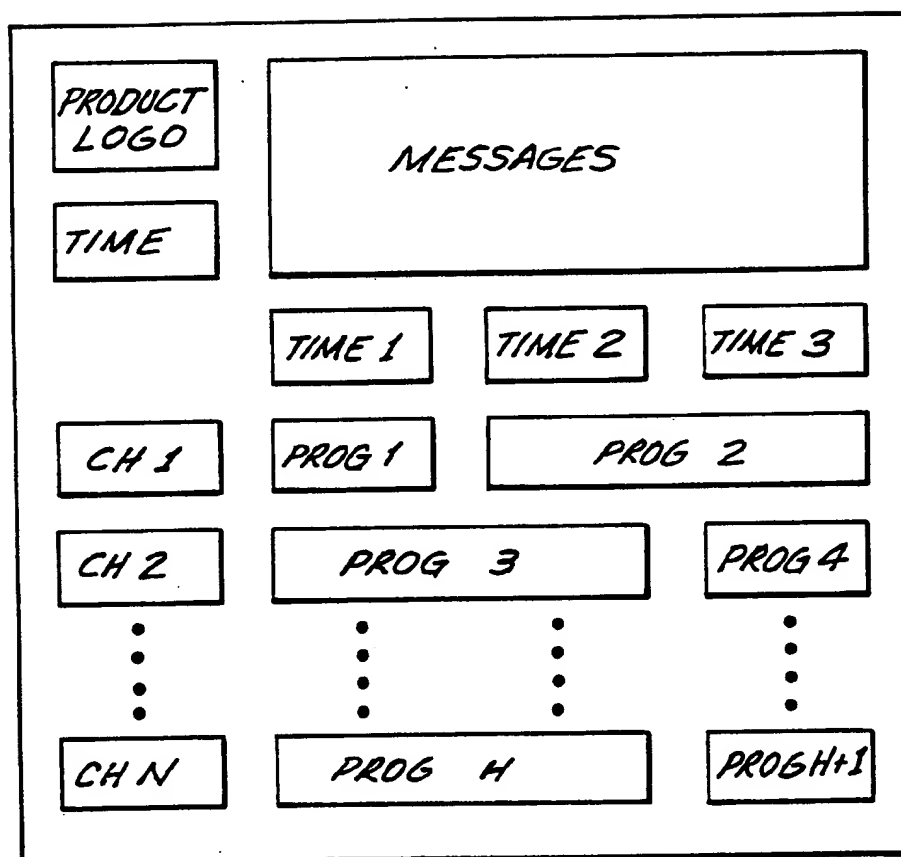 PRODUCT
LOGO
MESSAGES
TIME
TIME 1 TIME 2 TIME 3
CH 1 PROG 1 PROG 2
CH 2 PROG 3 PROG 4
CH N PROG H PROG H+1